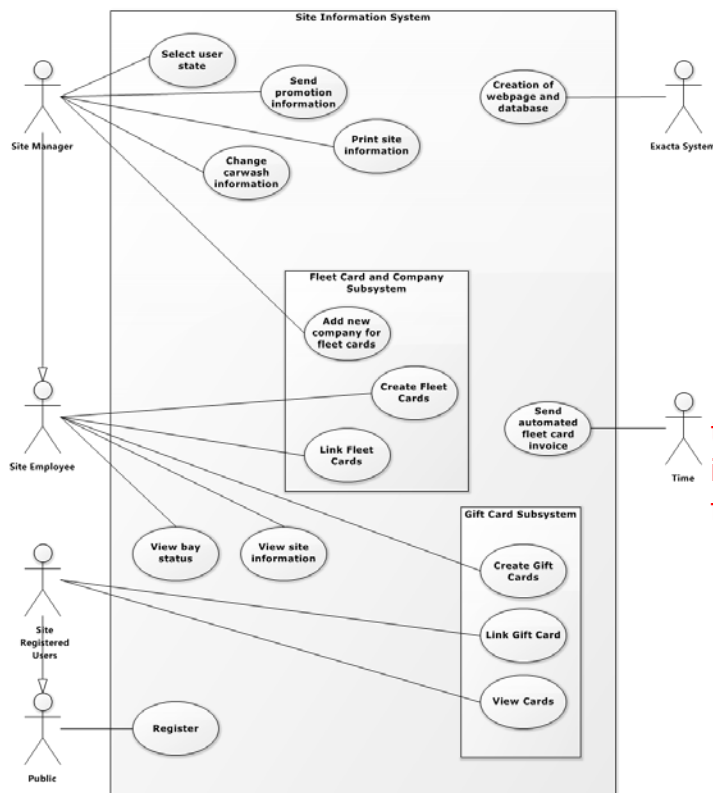 Site Information System
Select user
state
Send
promotion
information
Creation of
webpage and
database
Site Manager
Exacta System
Print site
information
Change
carwash
information
Fleet Card and Company
Subsystem
Add new
company for
fleet cards
Create Fleet
Cards
Send
automated
fleet card
invoice
Link Fleet
Cards
Site Employee
Time
Gift Card Subsystem
View bay
status
View site
information
Create Gift
Cards
Link Gift Card
Site
Registered
Users
View Cards
Register
Public